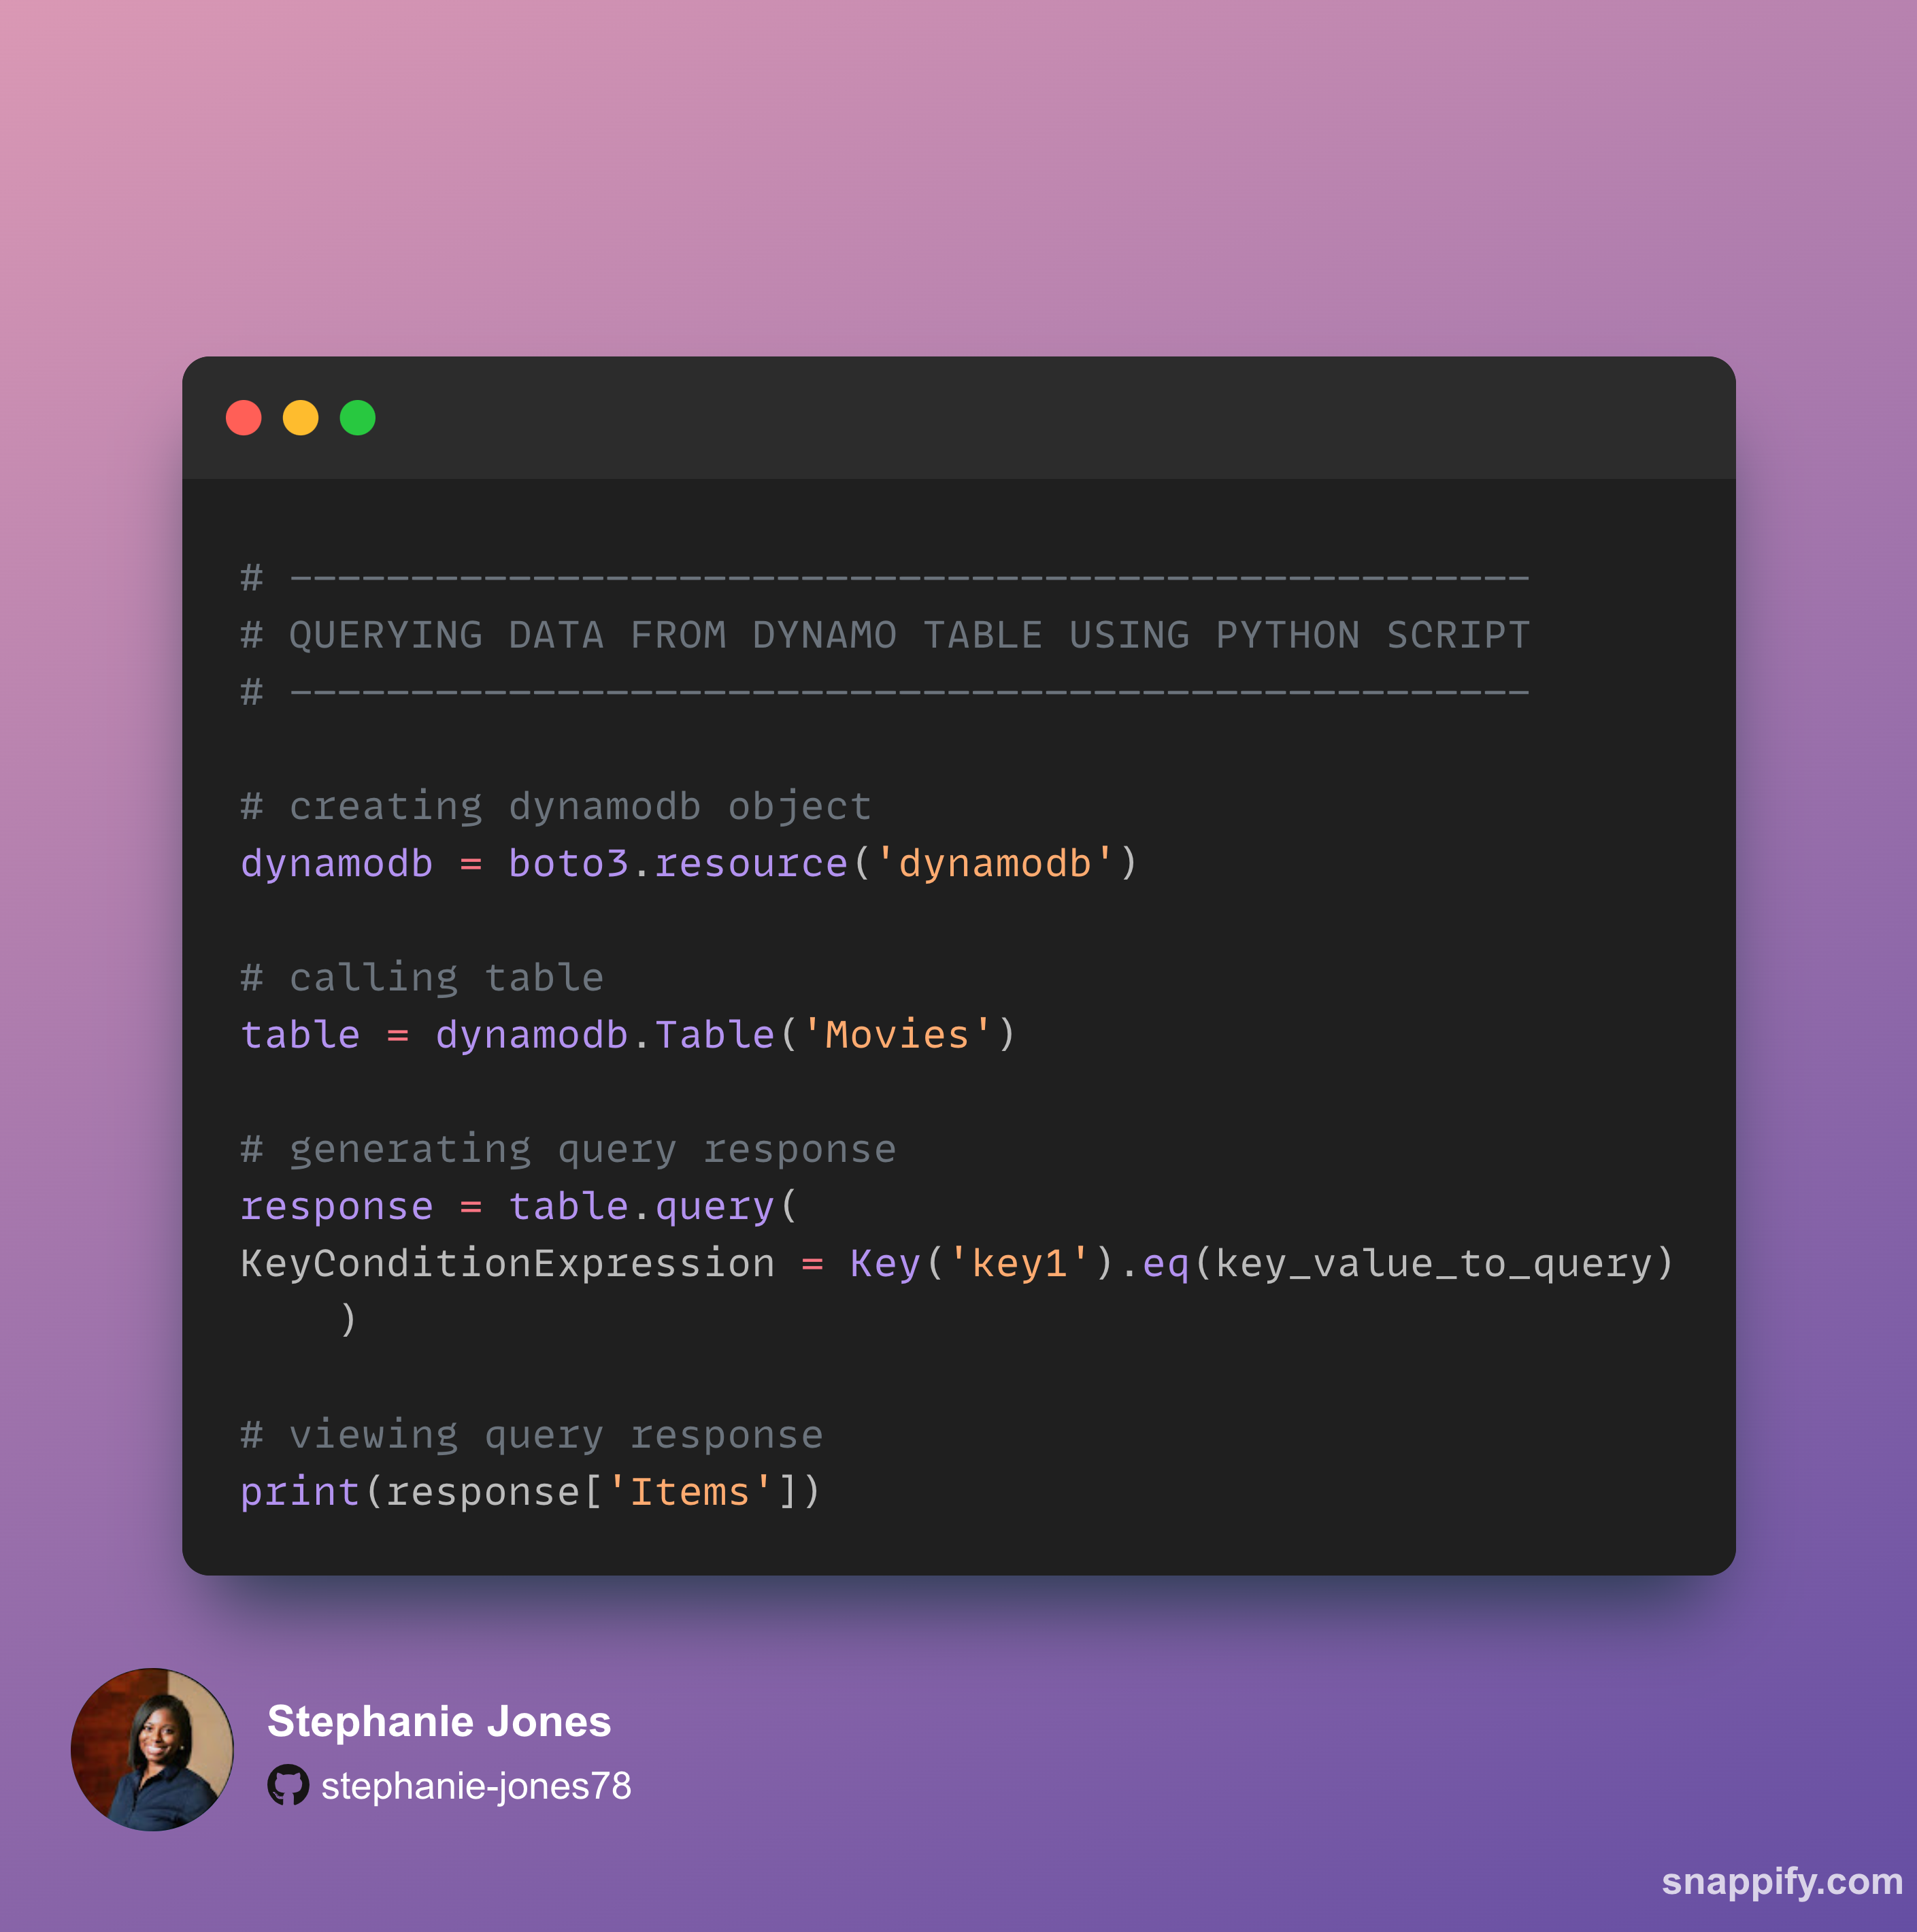 # ---------------------------------------------------
# QUERYING DATA FROM DYNAMO TABLE USING PYTHON SCRIPT
# ---------------------------------------------------
# creating dynamodb object
dynamodb = boto3.resource('dynamodb')
# calling table
table = dynamodb.Table('Movies')
# generating query response
response = table.query(
KeyConditionExpression = Key('key1').eq(key_value_to_query)
    )
# viewing query response
print(response['Items'])
Stephanie Jones
stephanie-jones78
snappify.com